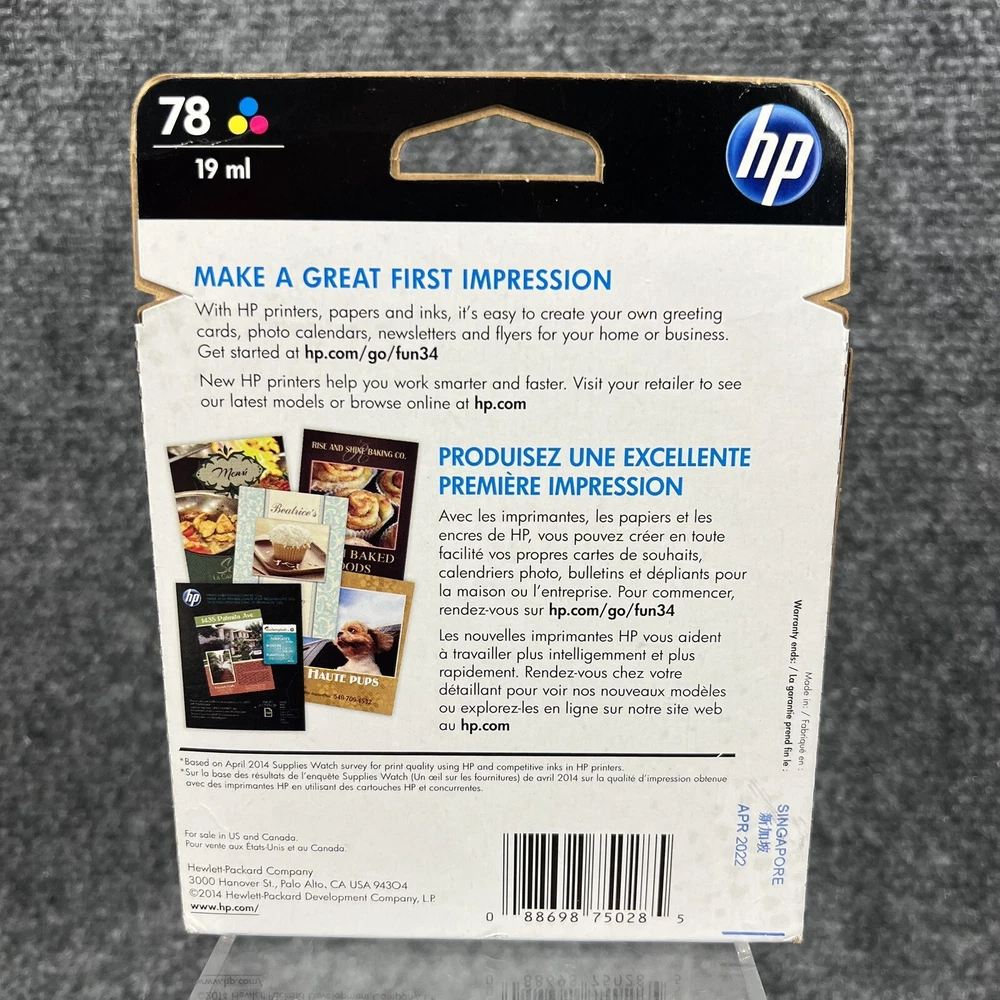 78
19 ml
hp
MAKE A GREAT FIRST IMPRESSION
With HP printers, papers and inks, it's easy to create your own greeting
cards, photo calendars, newsletters and flyers for your home or business.
Get started at hp.com/go/fun34
New HP printers help you work smarter and faster. Visit your retailer to see
our latest models or browse online at hp.com
Menú
RISE AND SHINE BAKING CO.
Beatrice's
BAKED
hp
1435 Palmito Ave
HAUTE PUPS
PRODUISEZ UNE EXCELLENTE
PREMIÈRE IMPRESSION
Avec les imprimantes, les papiers et les
encres de HP, vous pouvez créer en toute
facilité vos propres cartes de souhaits,
calendriers photo, bulletins et dépliants pour
la maison ou l'entreprise. Pour commencer,
rendez-vous sur hp.com/go/fun34
Les nouvelles imprimantes HP vous aident
à travailler plus intelligemment et plus
rapidement. Rendez-vous chez votre
détaillant pour voir nos nouveaux modèles
ou explorez-les en ligne sur notre site web
au hp.com
Made in: / Fabriqué en :
Warranty ends: / La garantie prend fin le :
SINGAPORE
新加坡
APR 2022
*Based on April 2014 Supplies Watch survey for print quality using HP and competitive inks in HP printers.
*Sur la base des résultats de l'enquête Supplies Watch (Un œil sur les fournitures) de avril 2014 sur la qualité d'impression obtenue
avec des imprimantes HP en utilisant des cartouches HP et concurrentes.
For sale in US and Canada.
Pour vente aux États-Unis et au Canada.
Hewlett-Packard Company
3000 Hanover St., Palo Alto, CA USA 94304
©2014 Hewlett-Packard Development Company, L.P.
www.hp.com/
0 88698 75028 5